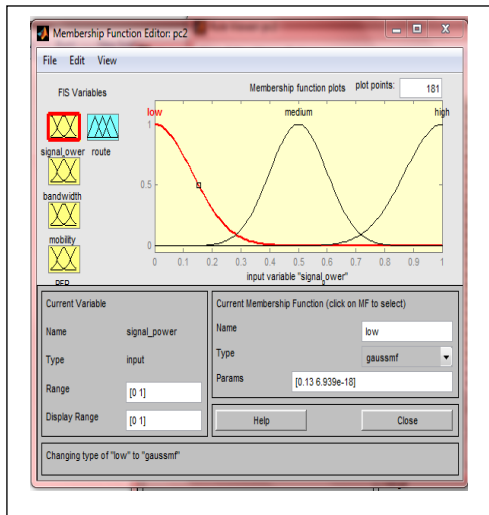 Membership Function Editor: pc2
File Edit View
FIS Variables
Membership function plots plot points: 181
signal_ower route
bandwidth
mobility
PER
low medium high
1
0.5
0
0 0.1 0.2 0.3 0.4 0.5 0.6 0.7 0.8 0.9 1
input variable "signal_ower"
Current Variable
Name signal_power
Type input
Range [0 1]
Display Range [0 1]
Current Membership Function (click on MF to select)
Name low
Type gaussmf
Params [0.13 6.939e-18]
Help Close
Changing type of "low" to "gaussmf"